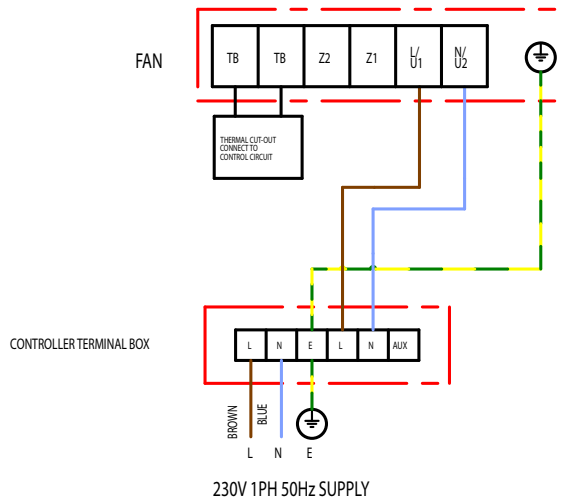 FAN
TB TB Z2 Z1 L/ U1 N/ U2
THERMAL CUT-OUT
CONNECT TO
CONTROL CIRCUIT
CONTROLLER TERMINAL BOX
L N E L N AUX
BROWN
BLUE
L N E
230V 1PH 50Hz SUPPLY